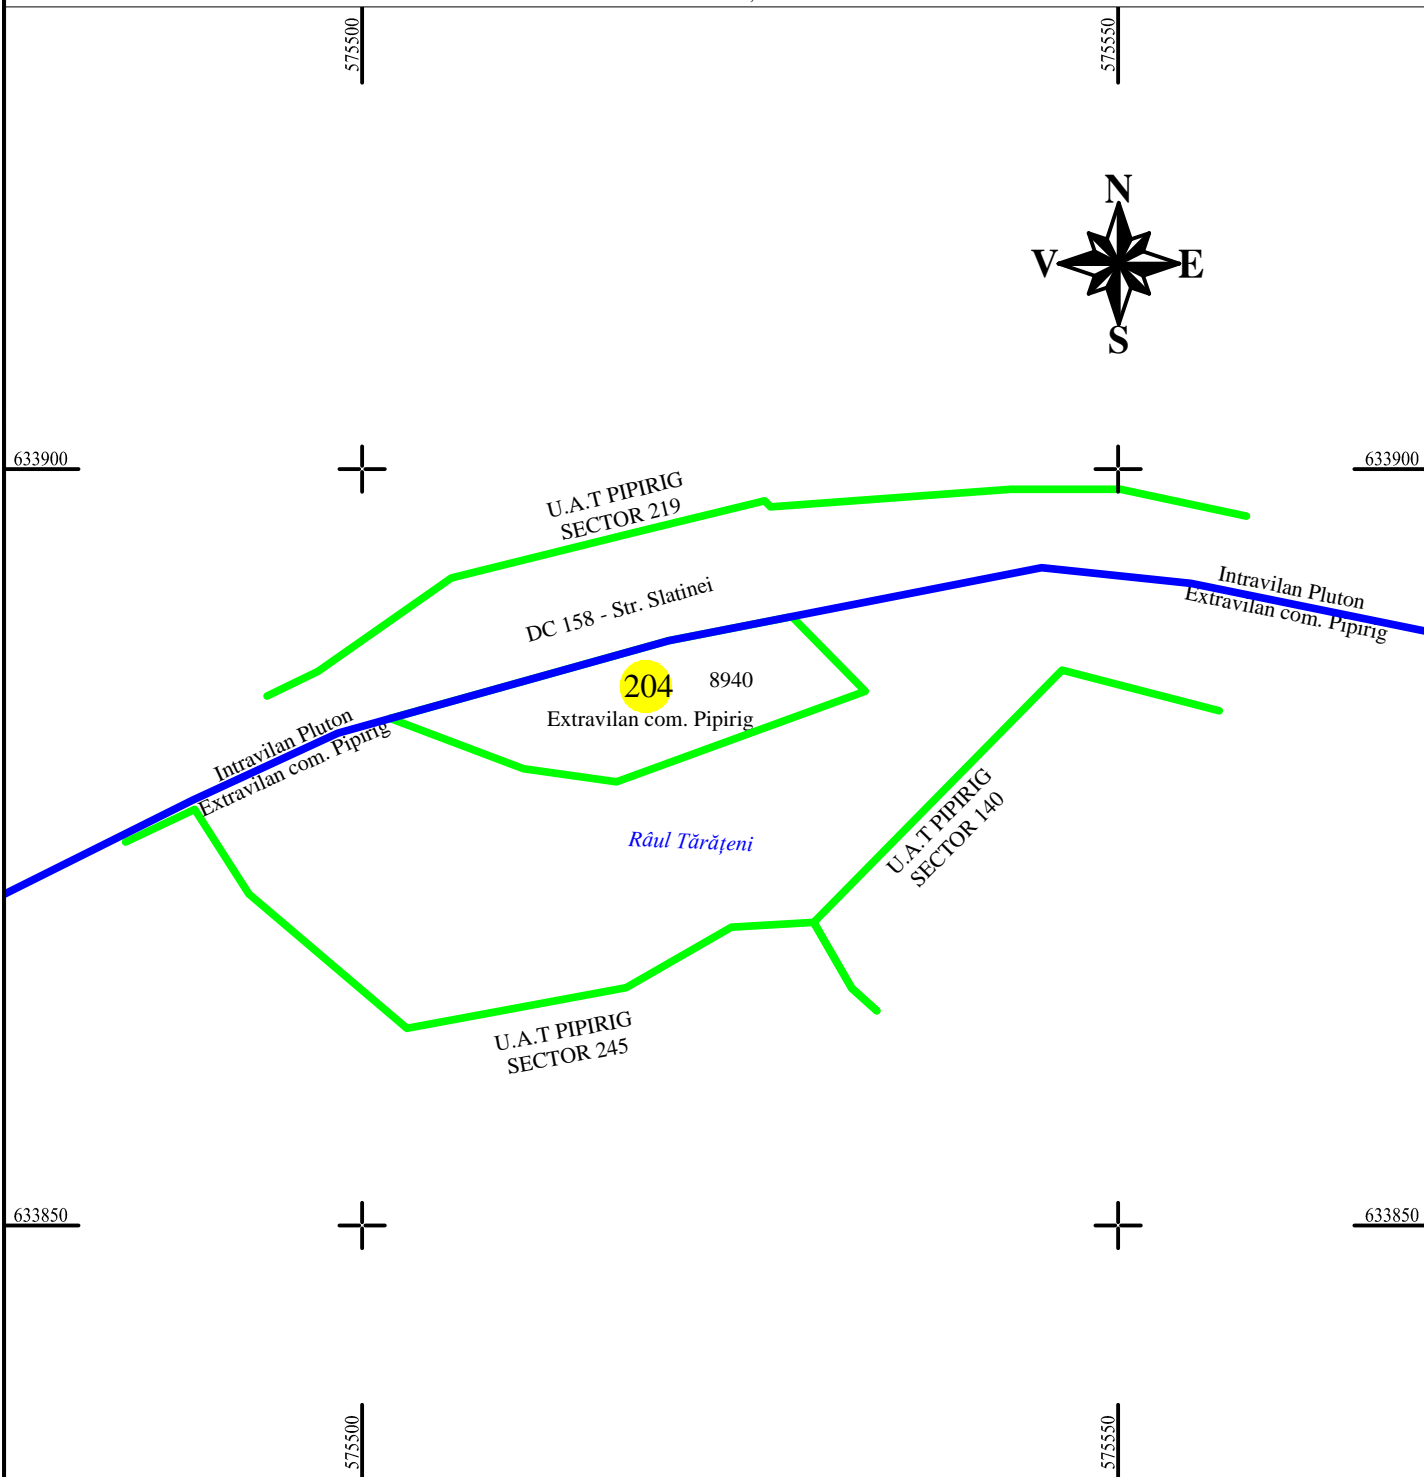 575500
575550
N
V
E
S
633900
633900
U.A.T PIPIRIG
SECTOR 219
Intravilan Pluton
Extravilan com. Pipirig
DC 158 - Str. Slatinei
204
8940
Extravilan com. Pipirig
Intravilan Pluton
Extravilan com. Pipirig
U.A.T PIPIRIG
SECTOR 140
Râul Tărățeni
U.A.T PIPIRIG
SECTOR 245
633850
633850
575500
575550